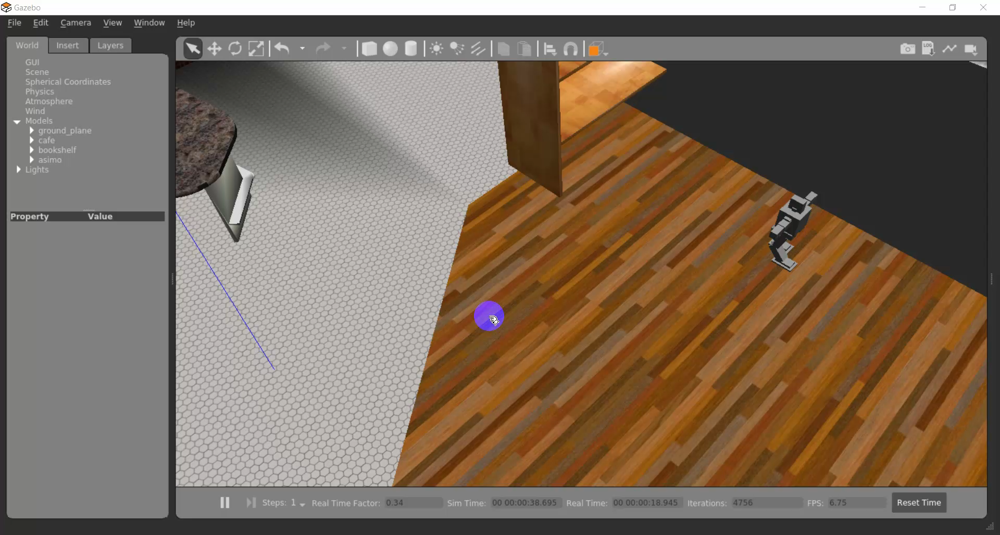 Gazebo
File Edit Camera View Window Help
World Insert Layers
LOG
GUI
Scene
Spherical Coordinates
Physics
Atmosphere
Wind
Models
ground_plane
cafe
bookshelf
asimo
Lights
Property Value
Steps: 1 Real Time Factor: 0.34 Sim Time: 00 00:00:38.695 Real Time: 00 00:00:18.945 Iterations: 4756 FPS: 6.75 Reset Time